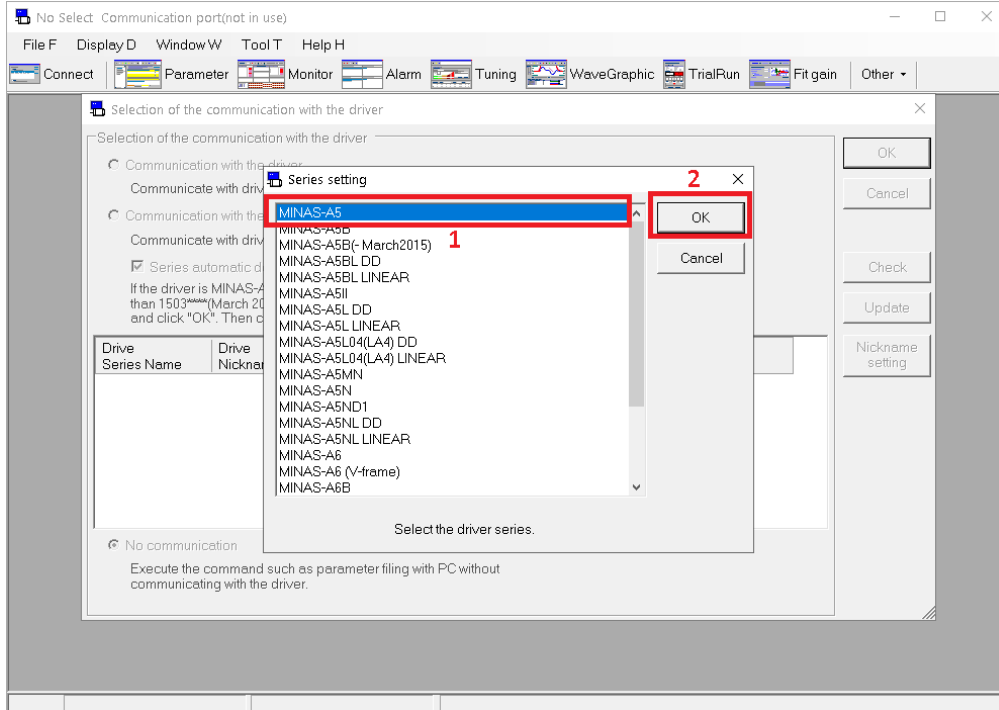 No Select Communication port(not in use)
File F Display D Window W Tool T Help H
Connect Parameter Monitor Alarm Tuning WaveGraphic TrialRun Fit gain Other
Selection of the communication with the driver
Selection of the communication with the driver
Communication with the driver
Communicate with driv
Communication with the
Communicate with driv
Series automatic d
If the driver is MINAS-A
than 1503****(March 20
and click "OK". Then c
Drive
Series Name
Drive
Nicknar
No communication
Execute the command such as parameter filing with PC without
communicating with the driver.
OK
Cancel
Check
Update
Nickname
setting
Series setting
MINAS-A5
MINAS-A5B
MINAS-A5B(- March2015)
MINAS-A5BL DD
MINAS-A5BL LINEAR
MINAS-A5II
MINAS-A5L DD
MINAS-A5L LINEAR
MINAS-A5L04(LA4) DD
MINAS-A5L04(LA4) LINEAR
MINAS-A5MN
MINAS-A5N
MINAS-A5ND1
MINAS-A5NL DD
MINAS-A5NL LINEAR
MINAS-A6
MINAS-A6 (V-frame)
MINAS-A6B
1
2
OK
Cancel
Select the driver series.